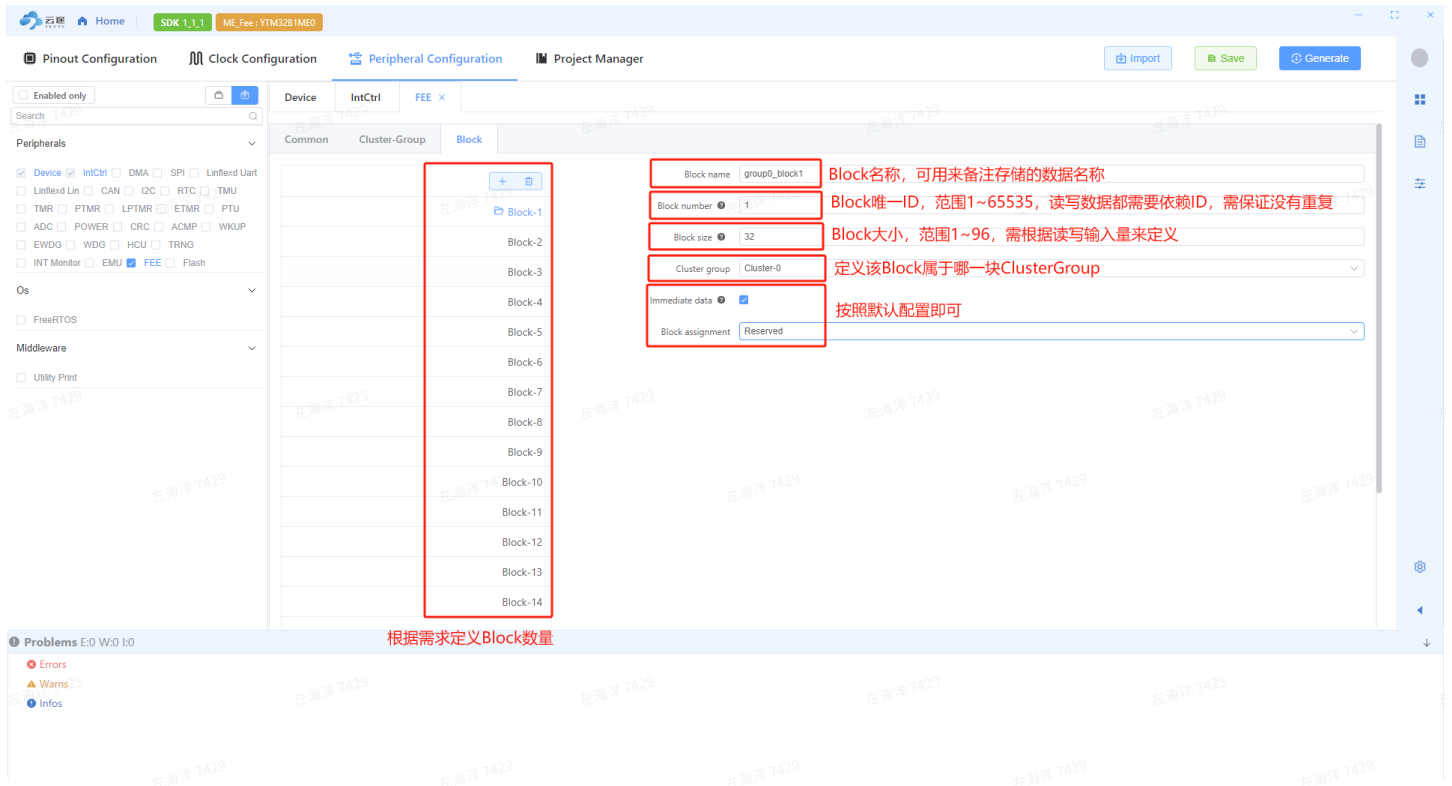 云途 Home SDK 1_1_1 ME_Fee : YTM32B1ME0
Pinout Configuration Clock Configuration Peripheral Configuration Project Manager Import Save Generate
Enabled only
Search
Peripherals
Device IntCtrl DMA SPI Linflexd Uart
Linflexd Lin CAN I2C RTC TMU
TMR PTMR LPTMR ETMR PTU
ADC POWER CRC ACMP WKUP
EWDG WDG HCU TRNG
INT Monitor EMU FEE Flash
Os
FreeRTOS
Middleware
Utility Print
Device IntCtrl FEE
Common Cluster-Group Block
Block-1
Block-2
Block-3
Block-4
Block-5
Block-6
Block-7
Block-8
Block-9
Block-10
Block-11
Block-12
Block-13
Block-14
根据需求定义Block数量
Block name group0_block1 Block名称，可用来备注存储的数据名称
Block number 1 Block唯一ID，范围1~65535，读写数据都需要依赖ID，需保证没有重复
Block size 32 Block大小，范围1~96，需根据读写输入量来定义
Cluster group Cluster-0 定义该Block属于哪一块ClusterGroup
Immediate data
按照默认配置即可
Block assignment Reserved
Problems E:0 W:0 I:0
Errors
Warns
Infos
左海洋 7429